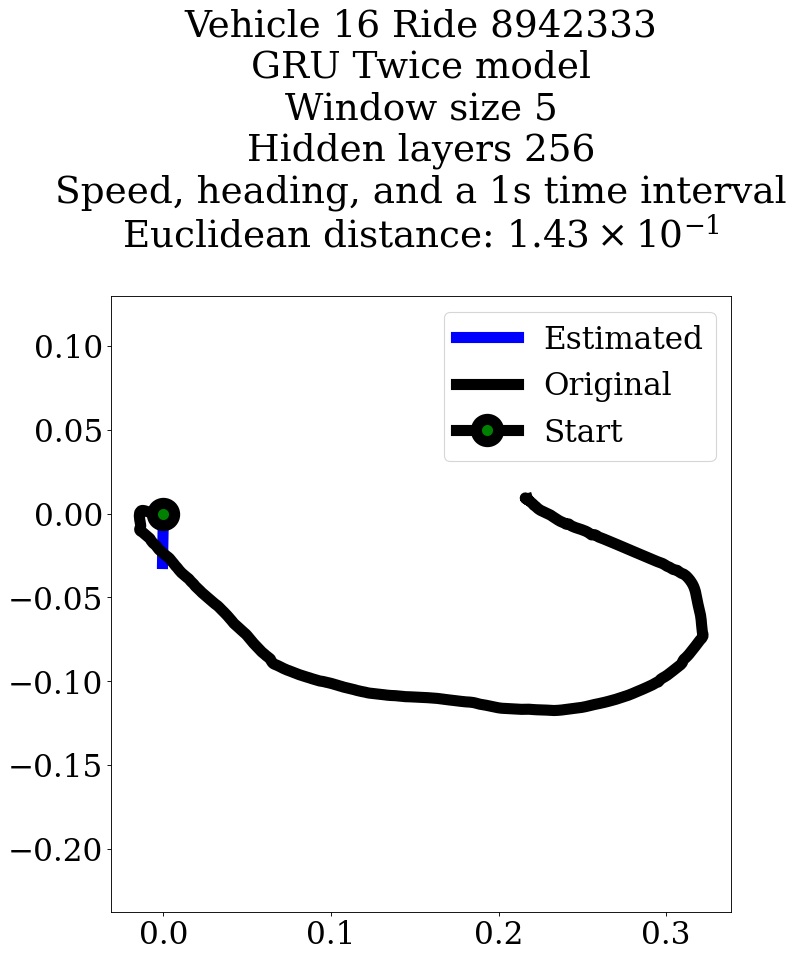 Vehicle 16 Ride 8942333
GRU Twice model
Window size 5
Hidden layers 256
Speed, heading, and a 1s time interval
Euclidean distance: 1.43 × 10⁻¹
Estimated
Original
Start
0.10
0.05
0.00
−0.05
−0.10
−0.15
−0.20
0.0 0.1 0.2 0.3